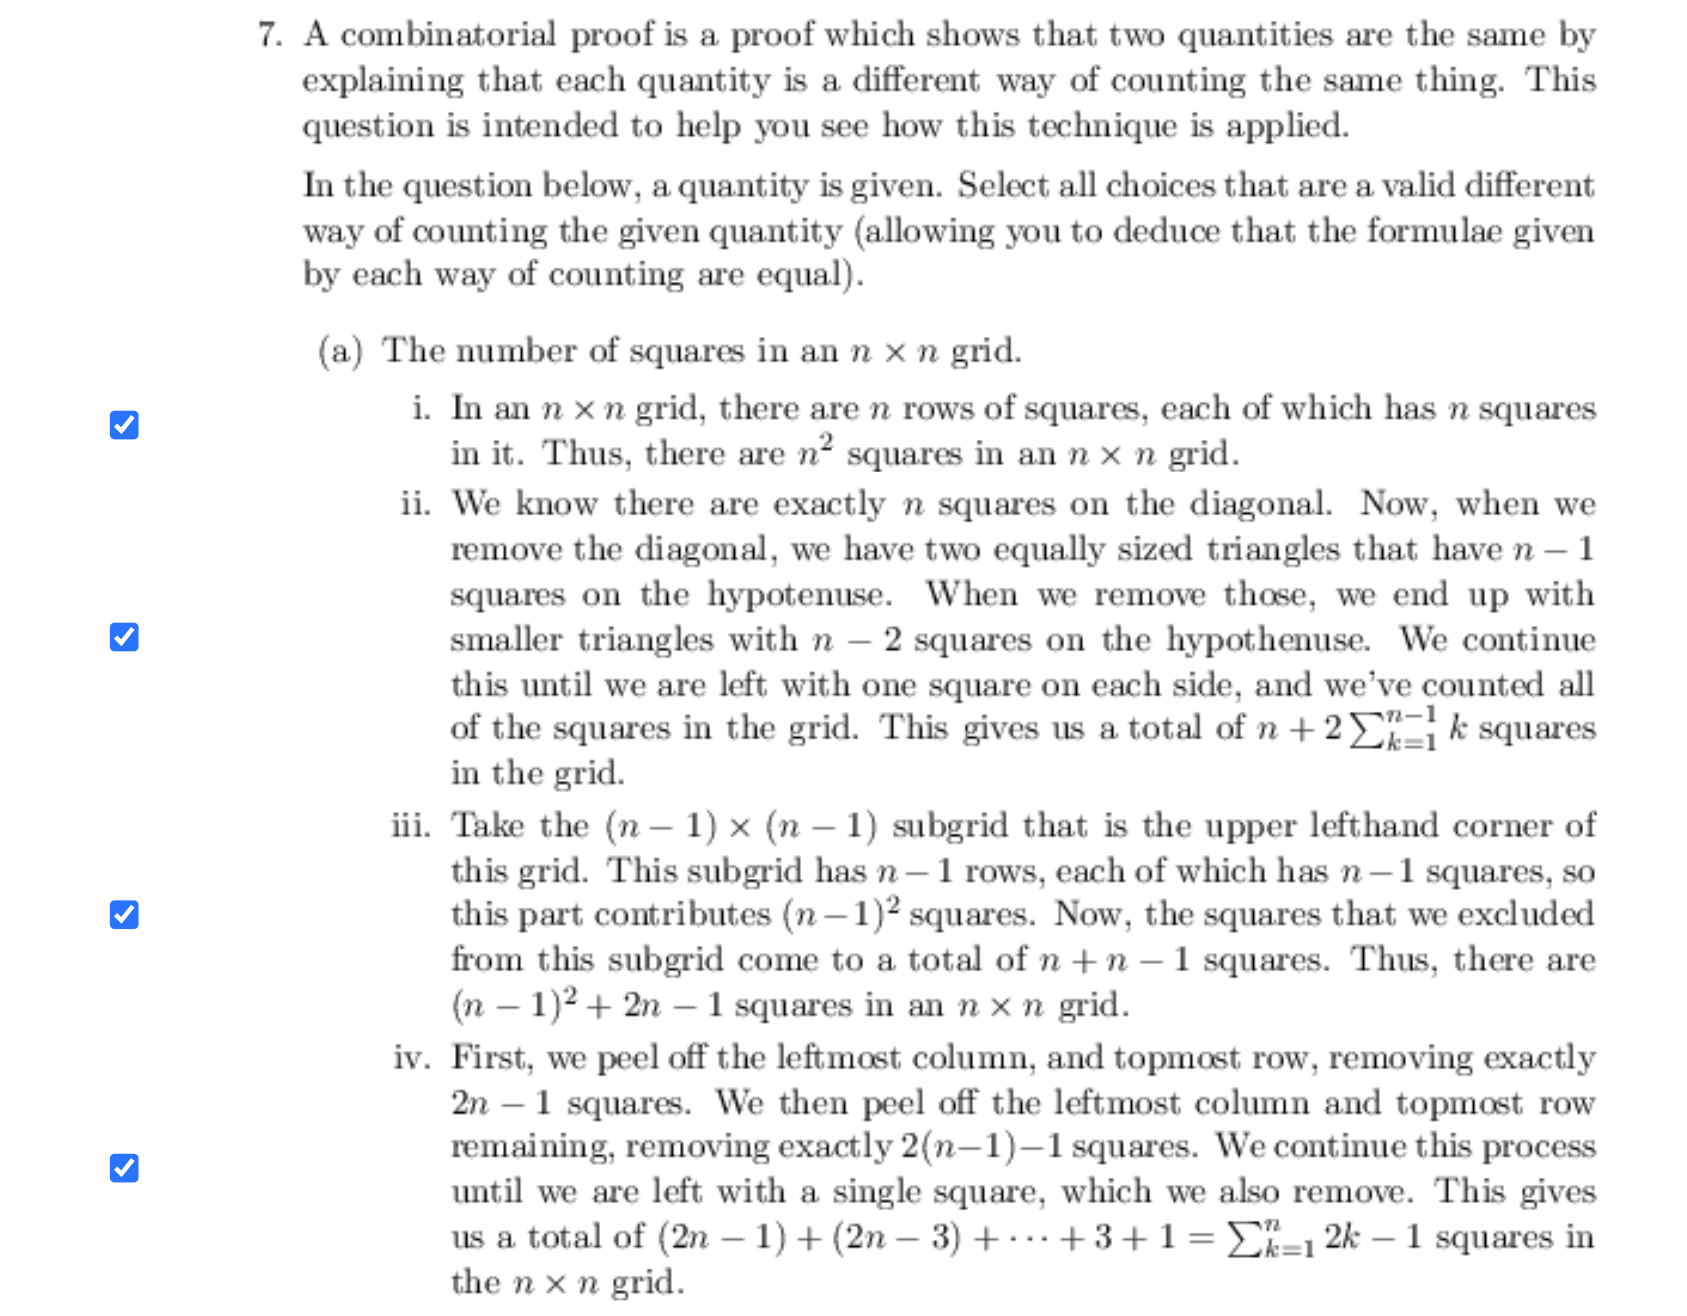 7. A combinatorial proof is a proof which shows that two quantities are the same by
explaining that each quantity is a different way of counting the same thing. This
question is intended to help you see how this technique is applied.
In the question below, a quantity is given. Select all choices that are a valid different
way of counting the given quantity (allowing you to deduce that the formulae given
by each way of counting are equal).
(a) The number of squares in an n × n grid.
i. In an n × n grid, there are n rows of squares, each of which has n squares
in it. Thus, there are n² squares in an n × n grid.
ii. We know there are exactly n squares on the diagonal. Now, when we
remove the diagonal, we have two equally sized triangles that have n − 1
squares on the hypotenuse. When we remove those, we end up with
smaller triangles with n − 2 squares on the hypothenuse. We continue
this until we are left with one square on each side, and we've counted all
of the squares in the grid. This gives us a total of n + 2 ∑_{k=1}^{n−1} k squares
in the grid.
iii. Take the (n − 1) × (n − 1) subgrid that is the upper lefthand corner of
this grid. This subgrid has n − 1 rows, each of which has n − 1 squares, so
this part contributes (n − 1)² squares. Now, the squares that we excluded
from this subgrid come to a total of n + n − 1 squares. Thus, there are
(n − 1)² + 2n − 1 squares in an n × n grid.
iv. First, we peel off the leftmost column, and topmost row, removing exactly
2n − 1 squares. We then peel off the leftmost column and topmost row
remaining, removing exactly 2(n−1)−1 squares. We continue this process
until we are left with a single square, which we also remove. This gives
us a total of (2n − 1) + (2n − 3) + ··· + 3 + 1 = ∑_{k=1}^{n} 2k − 1 squares in
the n × n grid.